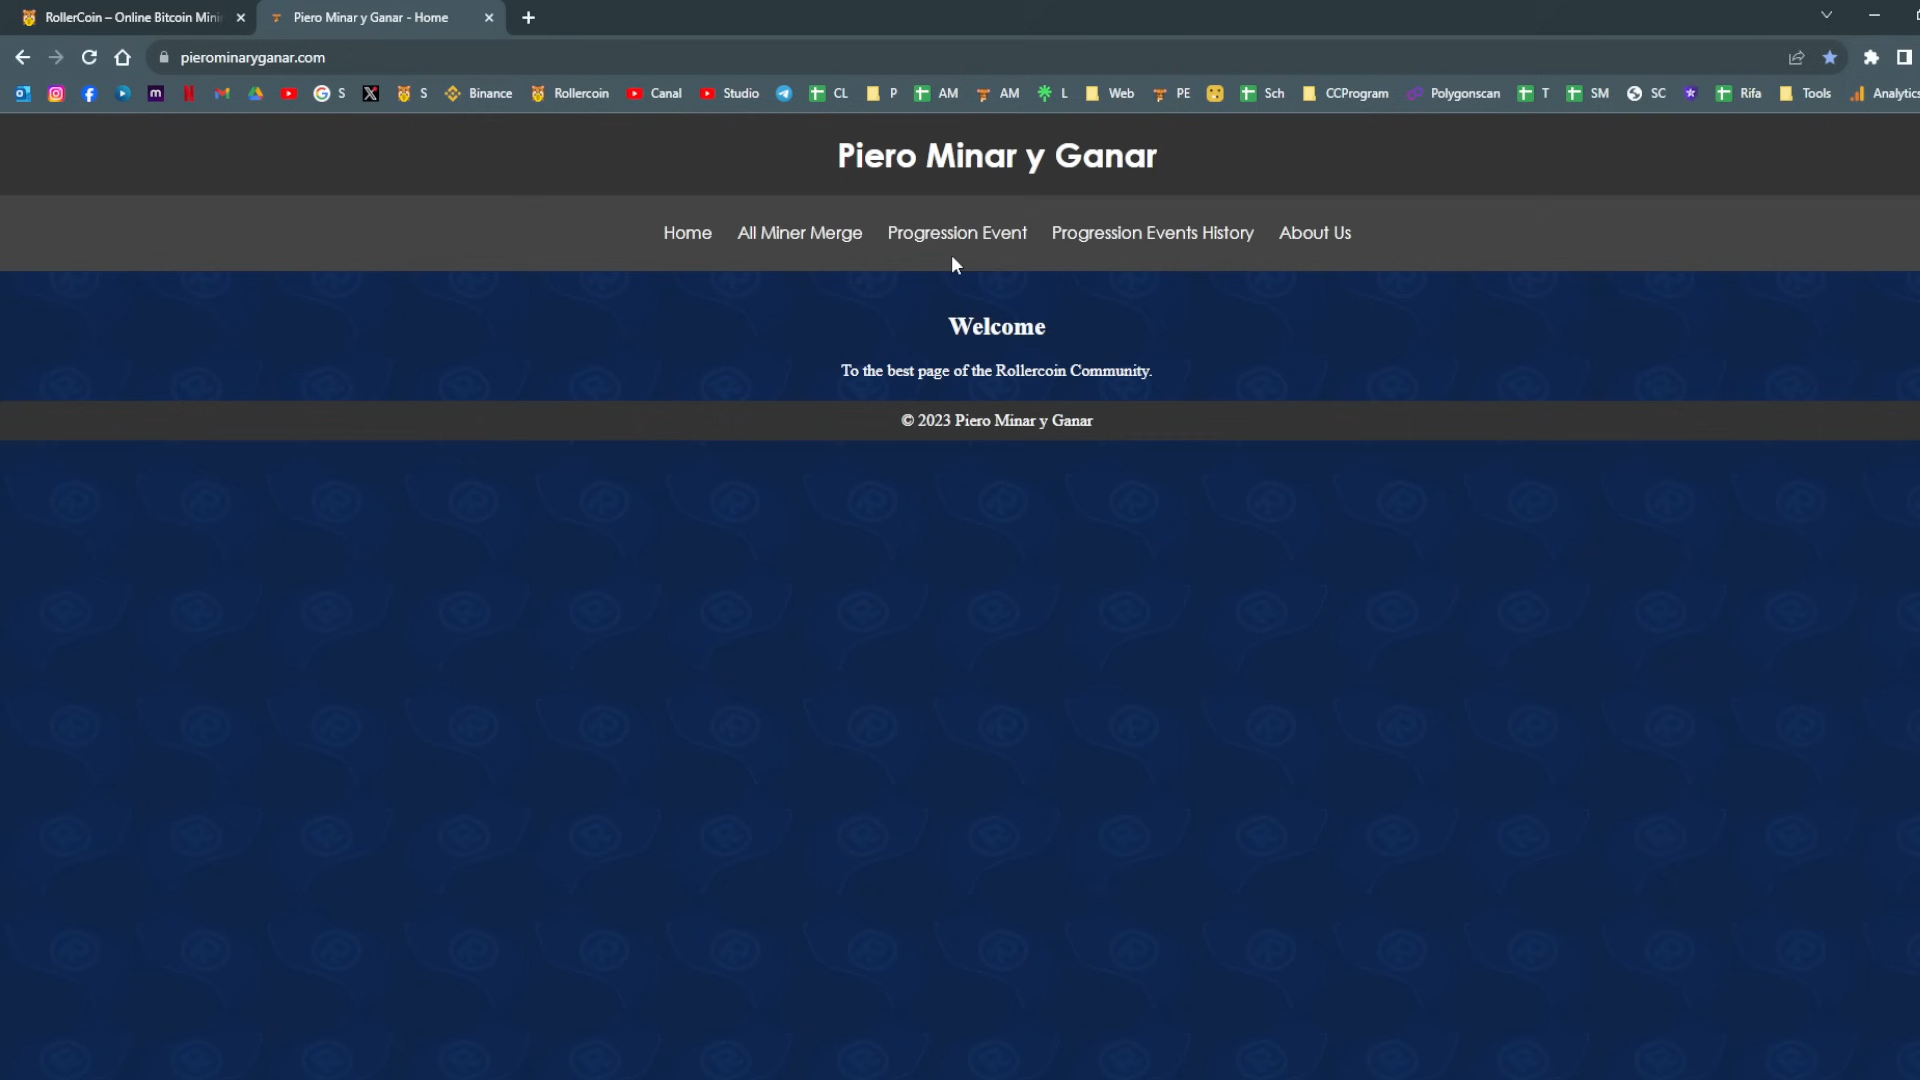 RollerCoin – Online Bitcoin Mini
Piero Minar y Ganar - Home
pierominaryganar.com
S
S
Binance
Rollercoin
Canal
Studio
CL
P
AM
AM
L
Web
PE
Sch
CCProgram
Polygonscan
T
SM
SC
Rifa
Tools
Analytics
Piero Minar y Ganar
Home
All Miner Merge
Progression Event
Progression Events History
About Us
Welcome
To the best page of the Rollercoin Community.
© 2023 Piero Minar y Ganar